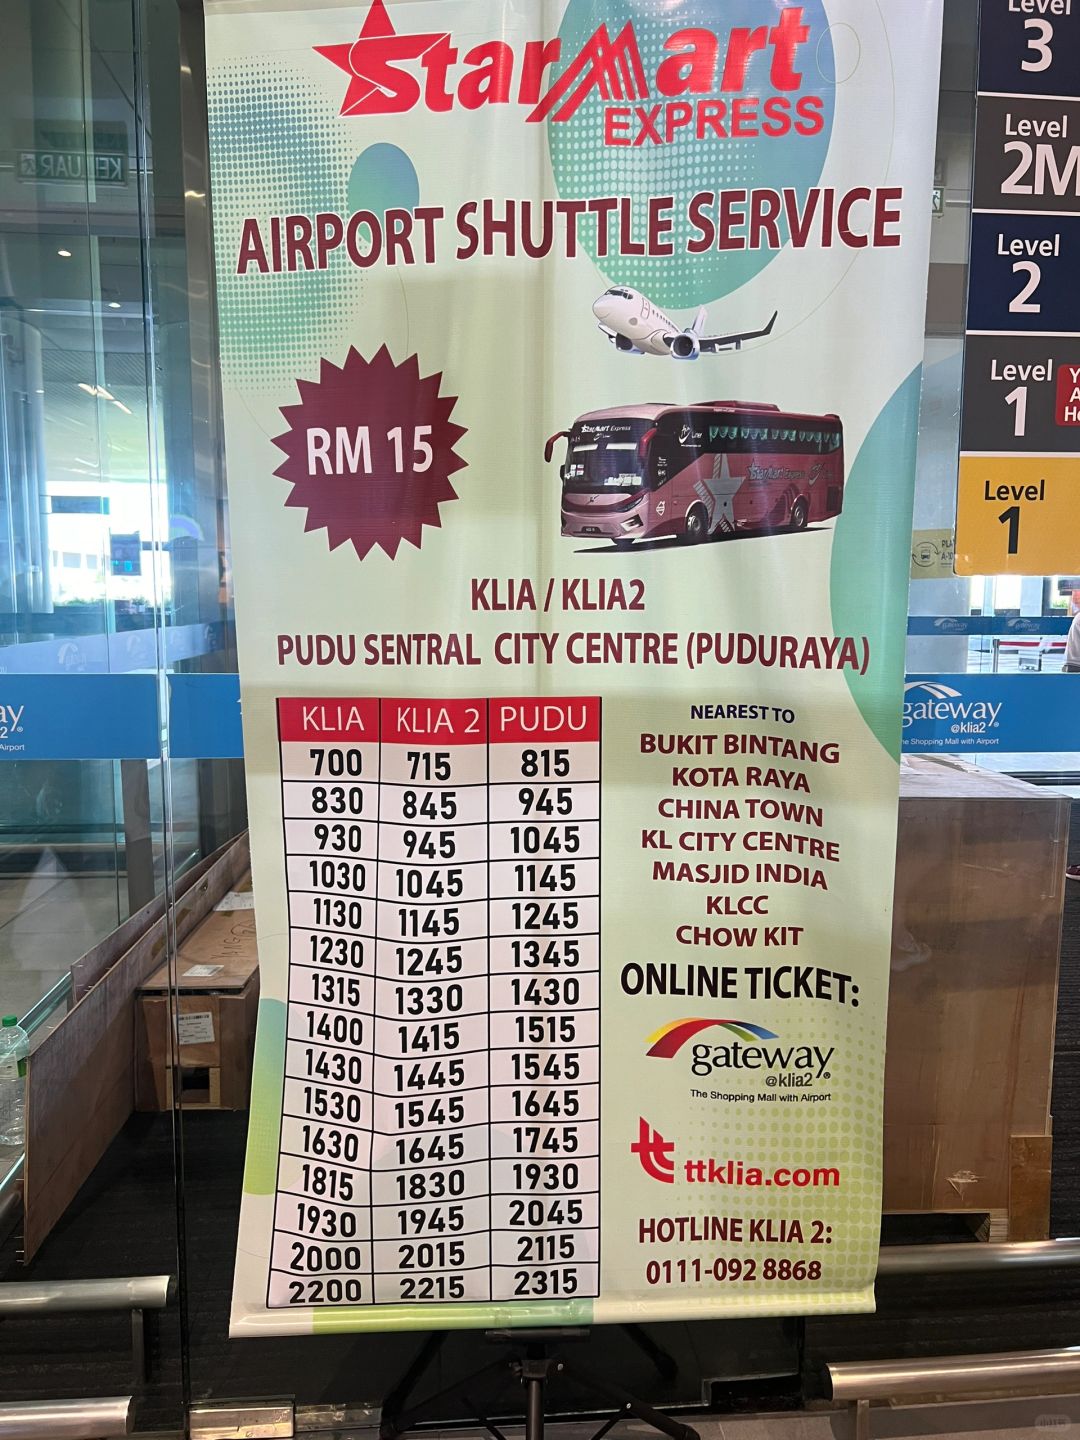 StarMart
EXPRESS
AIRPORT SHUTTLE SERVICE
RM 15
StarMart Express
StarMart Express
KLIA / KLIA2
PUDU SENTRAL CITY CENTRE (PUDURAYA)
KLIA KLIA 2 PUDU
700 715 815
830 845 945
930 945 1045
1030 1045 1145
1130 1145 1245
1230 1245 1345
1315 1330 1430
1400 1415 1515
1430 1445 1545
1530 1545 1645
1630 1645 1745
1815 1830 1930
1930 1945 2045
2000 2015 2115
2200 2215 2315
NEAREST TO
BUKIT BINTANG
KOTA RAYA
CHINA TOWN
KL CITY CENTRE
MASJID INDIA
KLCC
CHOW KIT
ONLINE TICKET:
gateway
@klia2
The Shopping Mall with Airport
tt ttklia.com
HOTLINE KLIA 2:
0111-092 8868
Level
3
Level
2M
Level
2
Level
1
Level
1
KELUAR
gateway
@klia2
The Shopping Mall with Airport